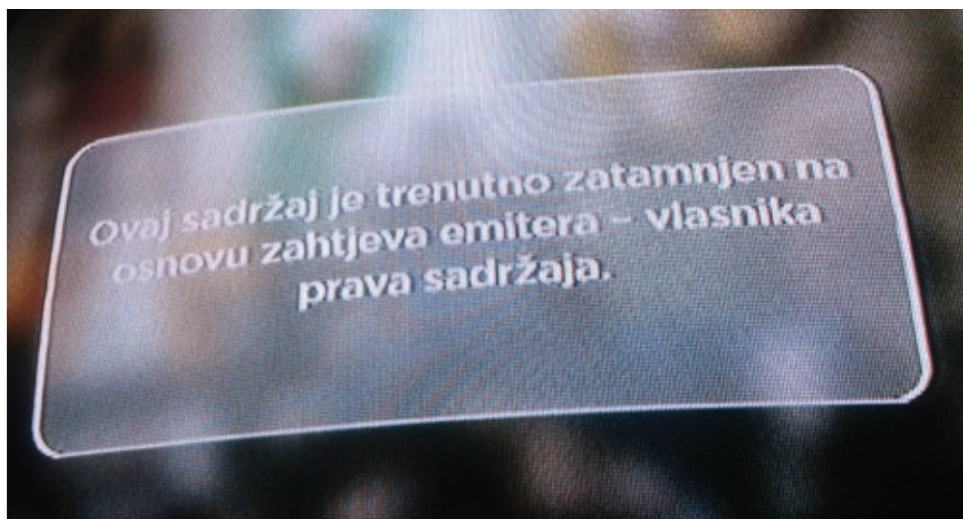 Ovaj sadržaj je trenutno zatamnjen na
osnovu zahtjeva emitera – vlasnika
prava sadržaja.